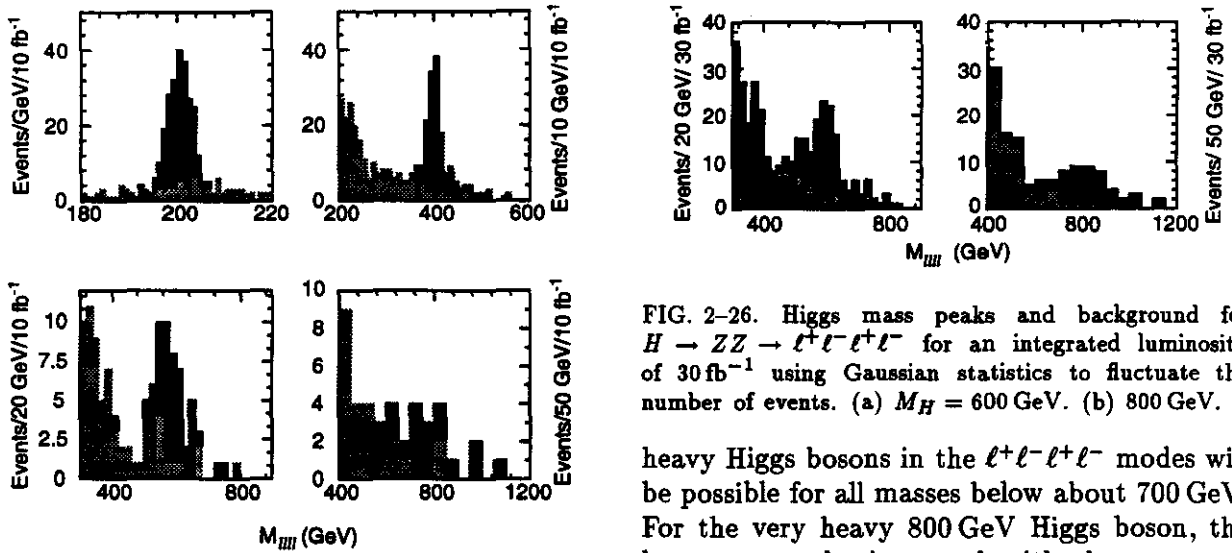 Events/GeV/10 fb⁻¹
40
20
0
180
200
220
40
20
0
200
400
600
Events/10 GeV/10 fb⁻¹
Events/20 GeV/10 fb⁻¹
10
7.5
5
2.5
0
400
800
10
8
6
4
2
0
400
800
1200
Events/50 GeV/10 fb⁻¹
M_llll (GeV)
Events/ 20 GeV/ 30 fb⁻¹
40
30
20
10
0
400
800
40
30
20
10
0
400
800
1200
Events/ 50 GeV/ 30 fb⁻¹
M_llll (GeV)
FIG. 2–26. Higgs mass peaks and background fo
H → ZZ → ℓ⁺ℓ⁻ℓ⁺ℓ⁻ for an integrated luminosit
of 30 fb⁻¹ using Gaussian statistics to fluctuate th
number of events. (a) M_H = 600 GeV. (b) 800 GeV.
heavy Higgs bosons in the ℓ⁺ℓ⁻ℓ⁺ℓ⁻ modes wi
be possible for all masses below about 700 GeV
For the very heavy 800 GeV Higgs boson, th